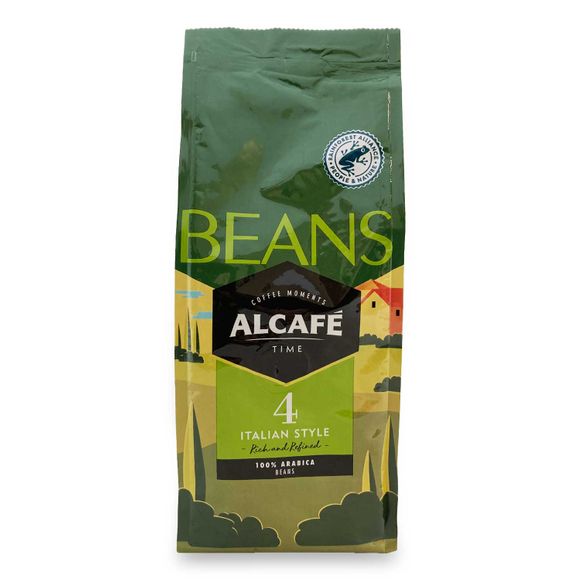 RAINFOREST ALLIANCE
PEOPLE & NATURE
BEANS
COFFEE MOMENTS
ALCAFÉ
TIME
4
ITALIAN STYLE
- Rich and Refined -
100% ARABICA
BEANS